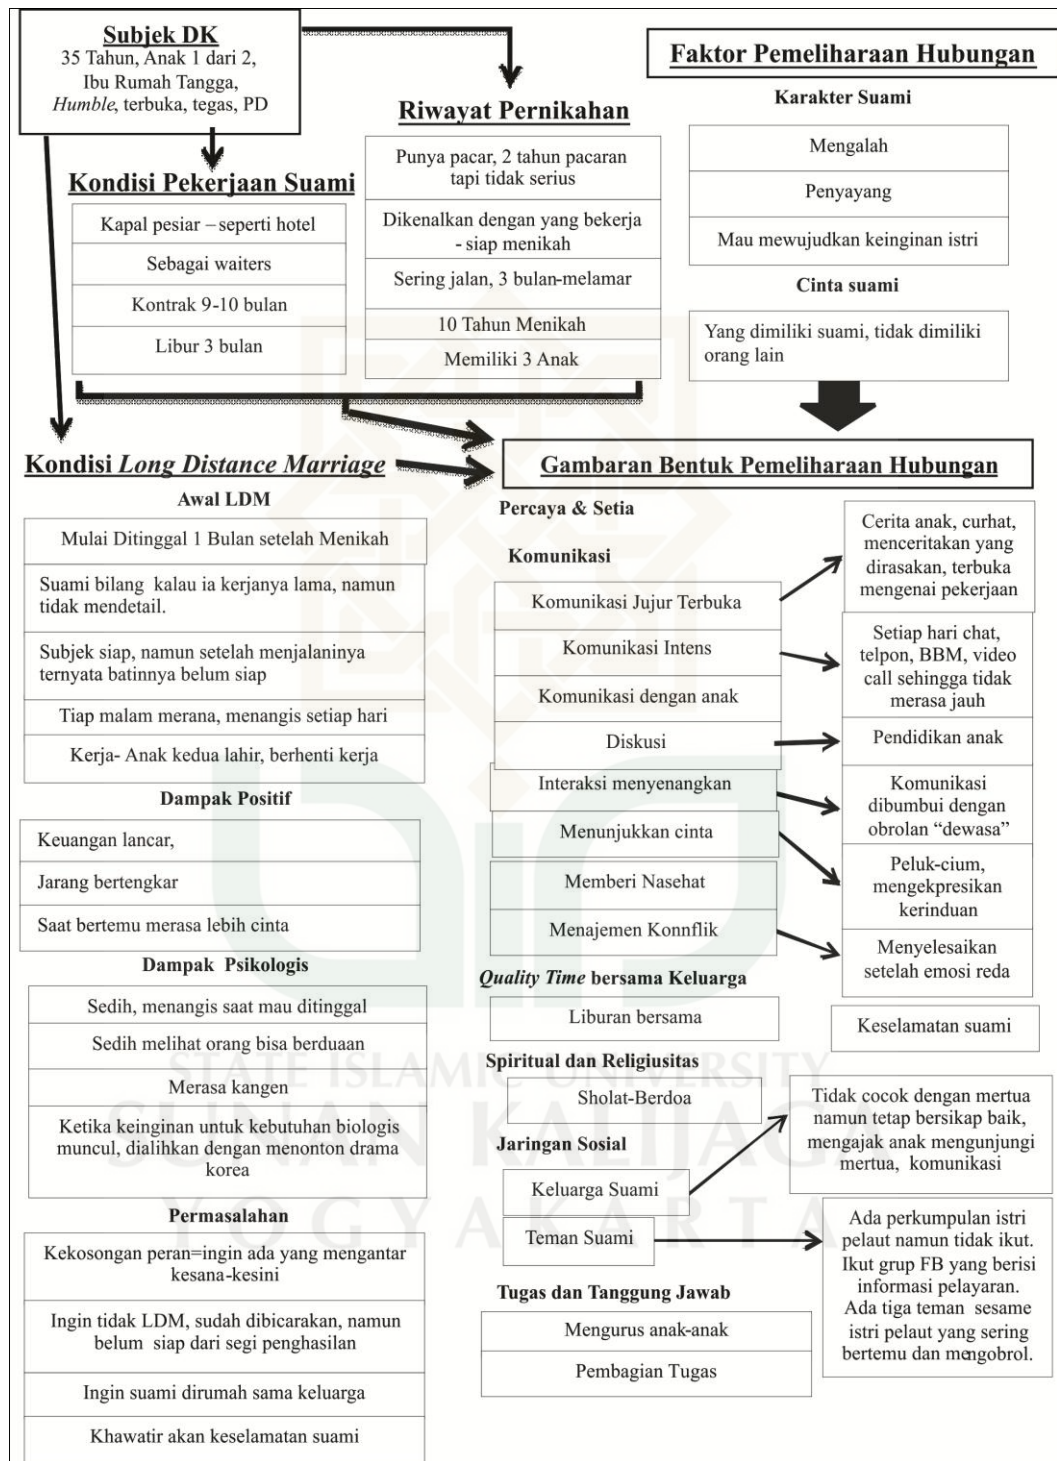 Subjek DK
35 Tahun, Anak 1 dari 2,
Ibu Rumah Tangga,
Humble, terbuka, tegas, PD
Kondisi Pekerjaan Suami
Kapal pesiar – seperti hotel
Sebagai waiters
Kontrak 9-10 bulan
Libur 3 bulan
Riwayat Pernikahan
Punya pacar, 2 tahun pacaran
tapi tidak serius
Dikenalkan dengan yang bekerja
- siap menikah
Sering jalan, 3 bulan-melamar
10 Tahun Menikah
Memiliki 3 Anak
Faktor Pemeliharaan Hubungan
Karakter Suami
Mengalah
Penyayang
Mau mewujudkan keinginan istri
Cinta suami
Yang dimiliki suami, tidak dimiliki
orang lain
Kondisi Long Distance Marriage
Awal LDM
Mulai Ditinggal 1 Bulan setelah Menikah
Suami bilang kalau ia kerjanya lama, namun
tidak mendetail.
Subjek siap, namun setelah menjalaninya
ternyata batinnya belum siap
Tiap malam merana, menangis setiap hari
Kerja- Anak kedua lahir, berhenti kerja
Dampak Positif
Keuangan lancar,
Jarang bertengkar
Saat bertemu merasa lebih cinta
Dampak Psikologis
Sedih, menangis saat mau ditinggal
Sedih melihat orang bisa berduaan
Merasa kangen
Ketika keinginan untuk kebutuhan biologis
muncul, dialihkan dengan menonton drama
korea
Permasalahan
Kekosongan peran=ingin ada yang mengantar
kesana-kesini
Ingin tidak LDM, sudah dibicarakan, namun
belum siap dari segi penghasilan
Ingin suami dirumah sama keluarga
Khawatir akan keselamatan suami
Gambaran Bentuk Pemeliharaan Hubungan
Percaya & Setia
Komunikasi
Komunikasi Jujur Terbuka
Komunikasi Intens
Komunikasi dengan anak
Diskusi
Interaksi menyenangkan
Menunjukkan cinta
Memberi Nasehat
Menajemen Konnflik
Quality Time bersama Keluarga
Liburan bersama
Spiritual dan Religiusitas
Sholat-Berdoa
Jaringan Sosial
Keluarga Suami
Teman Suami
Tugas dan Tanggung Jawab
Mengurus anak-anak
Pembagian Tugas
Cerita anak, curhat,
menceritakan yang
dirasakan, terbuka
mengenai pekerjaan
Setiap hari chat,
telpon, BBM, video
call sehingga tidak
merasa jauh
Pendidikan anak
Komunikasi
dibumbui dengan
obrolan “dewasa”
Peluk-cium,
mengekpresikan
kerinduan
Menyelesaikan
setelah emosi reda
Keselamatan suami
Tidak cocok dengan mertua
namun tetap bersikap baik,
mengajak anak mengunjungi
mertua, komunikasi
Ada perkumpulan istri
pelaut namun tidak ikut.
Ikut grup FB yang berisi
informasi pelayaran.
Ada tiga teman sesame
istri pelaut yang sering
bertemu dan mengobrol.
STATE ISLAMIC UNIVERSITY
SUNAN KALIJAGA
YOGYAKARTA